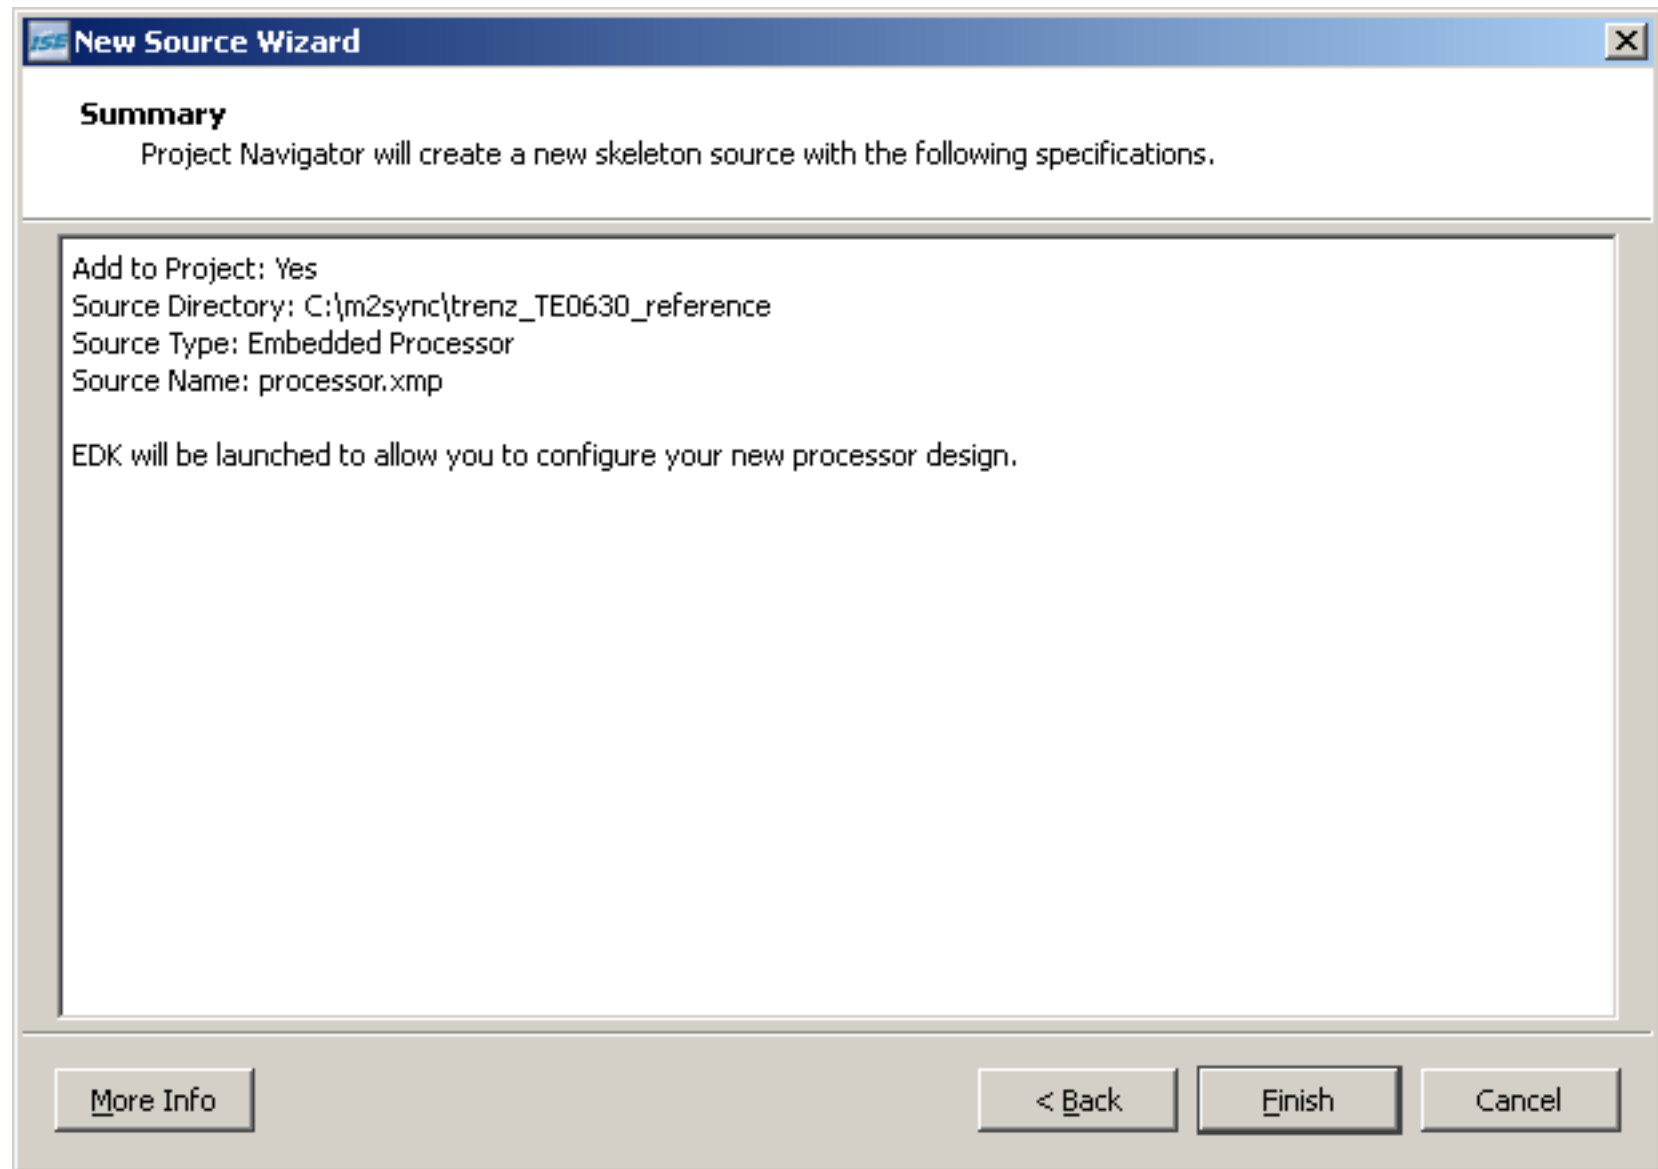 ISE New Source Wizard
Summary
Project Navigator will create a new skeleton source with the following specifications.
Add to Project: Yes
Source Directory: C:\m2sync\trenz_TE0630_reference
Source Type: Embedded Processor
Source Name: processor.xmp
EDK will be launched to allow you to configure your new processor design.
More Info
< Back
Finish
Cancel